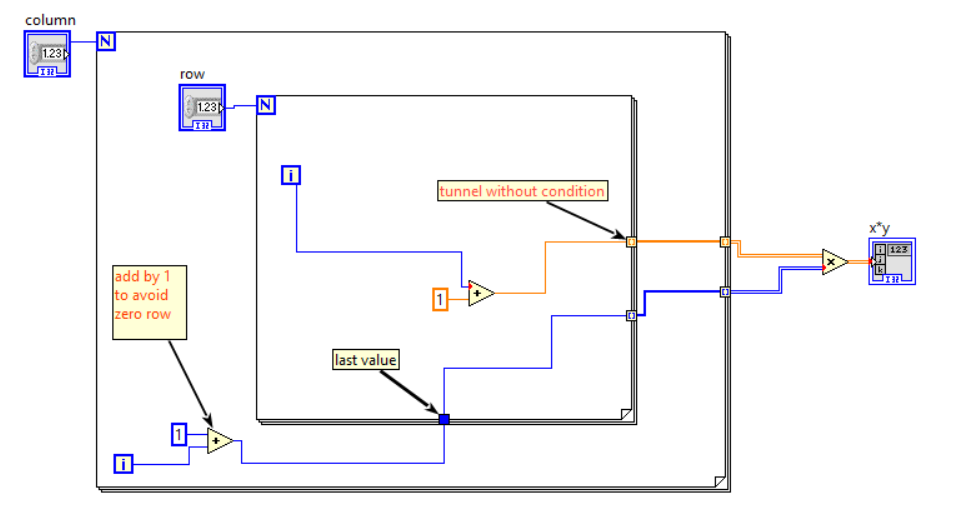 column
N
1.23
I32
row
N
1.23
I32
i
tunnel without condition
x*y
i
123
j
k
I32
x
add by 1
to avoid
zero row
+
1
last value
1
+
i